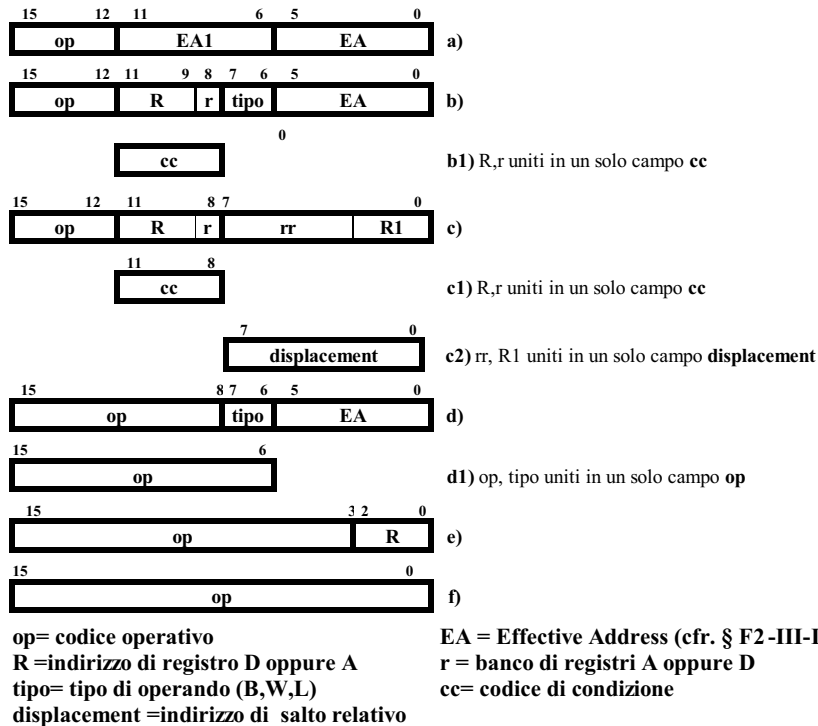 15 12 11 6 5 0
op EA1 EA a)
15 12 11 9 8 7 6 5 0
op R r tipo EA b)
0
cc b1) R,r uniti in un solo campo cc
15 12 11 8 7 0
op R r rr R1 c)
11 8
cc c1) R,r uniti in un solo campo cc
7 0
displacement c2) rr, R1 uniti in un solo campo displacement
15 8 7 6 5 0
op tipo EA d)
15 6
op d1) op, tipo uniti in un solo campo op
15 3 2 0
op R e)
15 0
op f)
op= codice operativo EA = Effective Address (cfr. § F2-III-I
R =indirizzo di registro D oppure A r = banco di registri A oppure D
tipo= tipo di operando (B,W,L) cc= codice di condizione
displacement =indirizzo di salto relativo